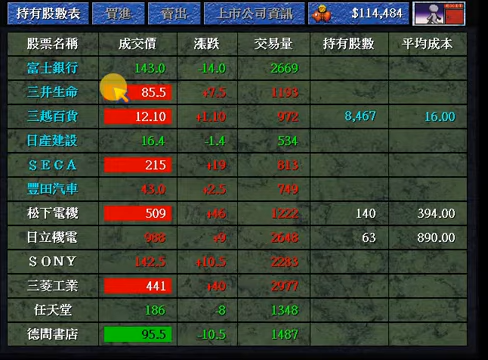 持有股數表 買進 賣出 上市公司資訊 $114,484
股票名稱 成交價 漲跌 交易量 持有股數 平均成本
富士銀行 143.0 -14.0 2669
三井生命 85.5 +7.5 1193
三越百貨 12.10 +1.10 972 8,467 16.00
日產建設 16.4 -1.4 534
SEGA 215 +19 813
豐田汽車 43.0 +2.5 749
松下電機 509 +46 1222 140 394.00
日立機電 988 +9 2648 63 890.00
SONY 142.5 +10.5 2283
三菱工業 441 +40 2977
任天堂 186 -8 1348
德間書店 95.5 -10.5 1487